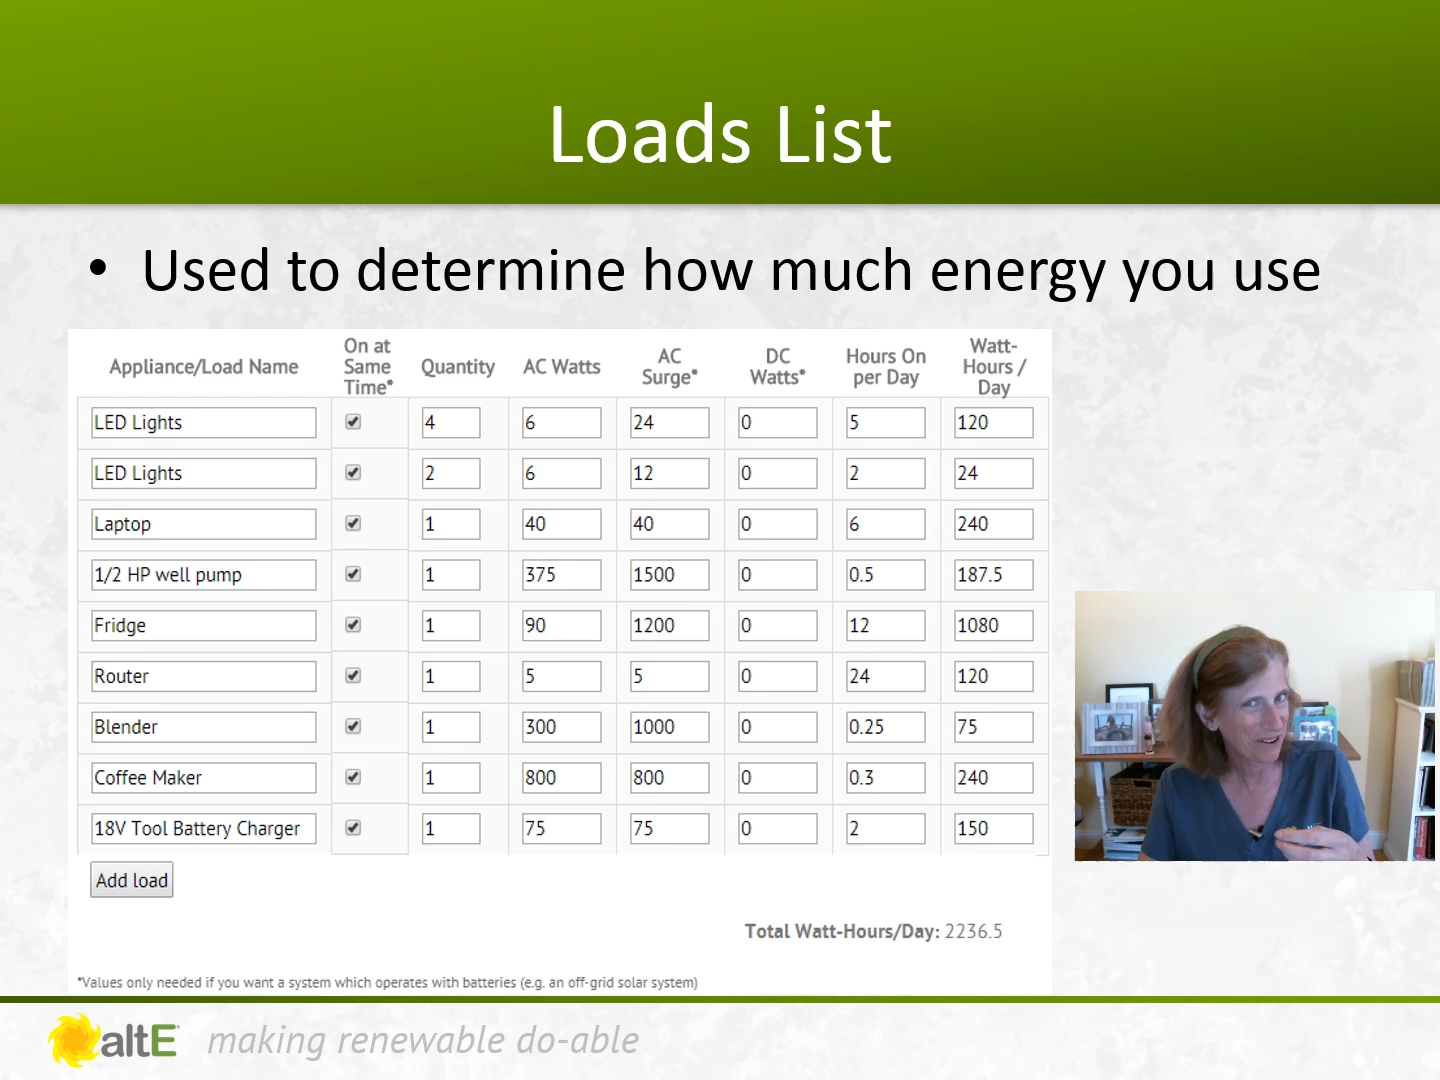 Loads List
• Used to determine how much energy you use
Appliance/Load Name On at Same Time* Quantity AC Watts AC Surge* DC Watts* Hours On per Day Watt-Hours / Day
LED Lights 4 6 24 0 5 120
LED Lights 2 6 12 0 2 24
Laptop 1 40 40 0 6 240
1/2 HP well pump 1 375 1500 0 0.5 187.5
Fridge 1 90 1200 0 12 1080
Router 1 5 5 0 24 120
Blender 1 300 1000 0 0.25 75
Coffee Maker 1 800 800 0 0.3 240
18V Tool Battery Charger 1 75 75 0 2 150
Add load
Total Watt-Hours/Day: 2236.5
*Values only needed if you want a system which operates with batteries (e.g. an off-grid solar system)
altE making renewable do-able